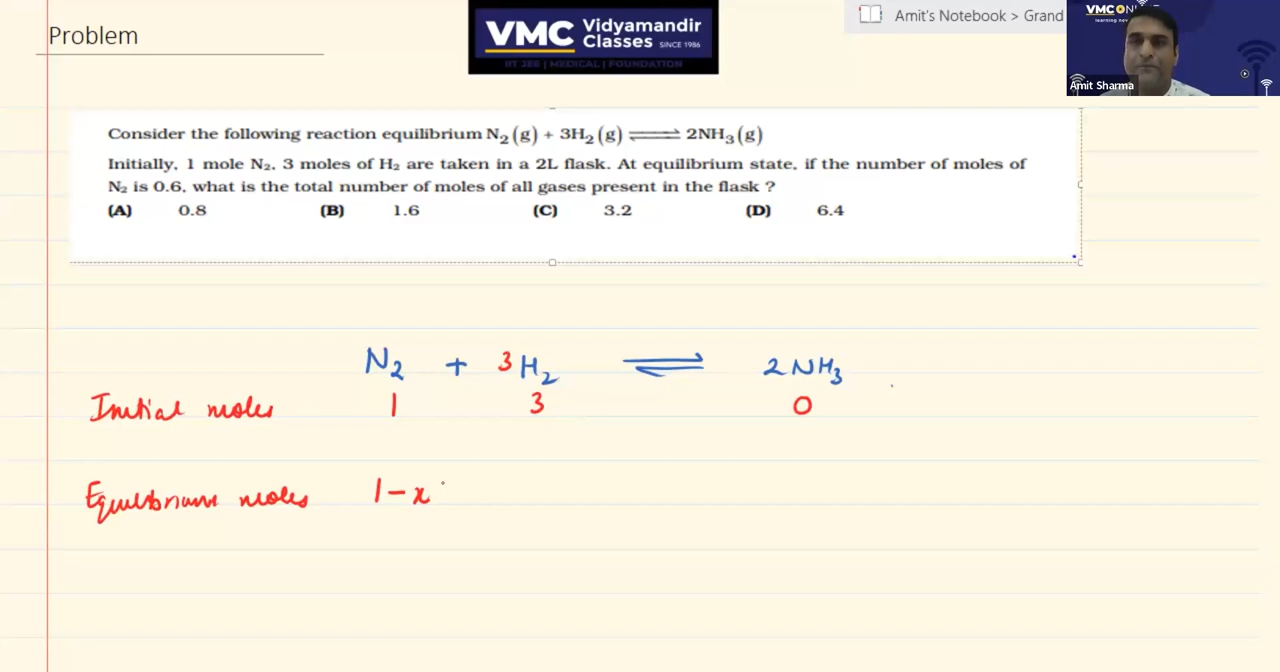 Problem
VMC Vidyamandir Classes SINCE 1986
IIT JEE | MEDICAL | FOUNDATION
Amit's Notebook > Grand
VMC ONLINE
Amit Sharma
Consider the following reaction equilibrium N₂(g) + 3H₂(g) ⇌ 2NH₃(g)
Initially, 1 mole N₂, 3 moles of H₂ are taken in a 2L flask. At equilibrium state, if the number of moles of
N₂ is 0.6, what is the total number of moles of all gases present in the flask ?
(A) 0.8 (B) 1.6 (C) 3.2 (D) 6.4
N₂ + 3H₂ ⇌ 2NH₃
Initial moles 1 3 0
Equilibrium moles 1-x